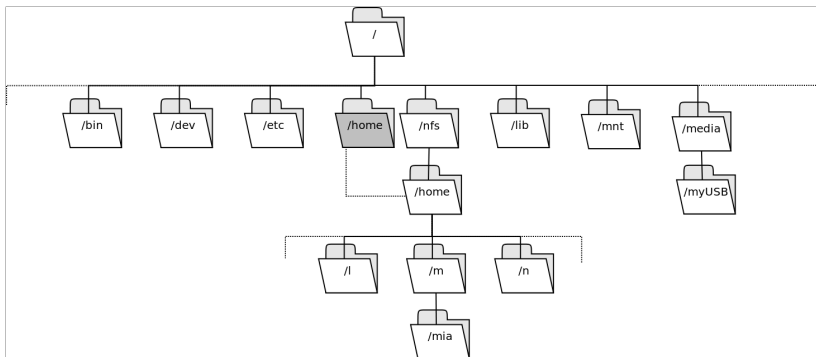 /
/bin
/dev
/etc
/home
/nfs
/lib
/mnt
/media
/home
/myUSB
/l
/m
/n
/mia